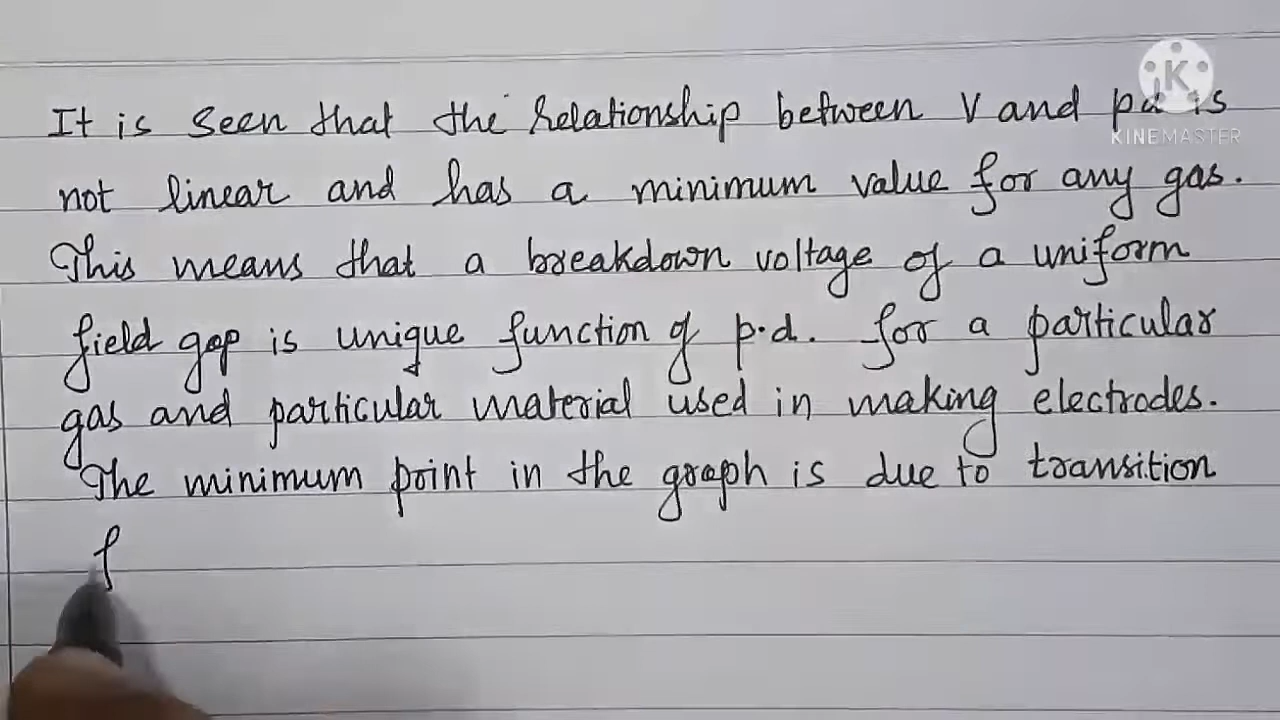 It is seen that the relationship between V and pd is
KINEMASTER
not linear and has a minimum value for any gas.
This means that a breakdown voltage of a uniform
field gap is unique function of p.d. for a particular
gas and particular material used in making electrodes.
The minimum point in the graph is due to transition
f